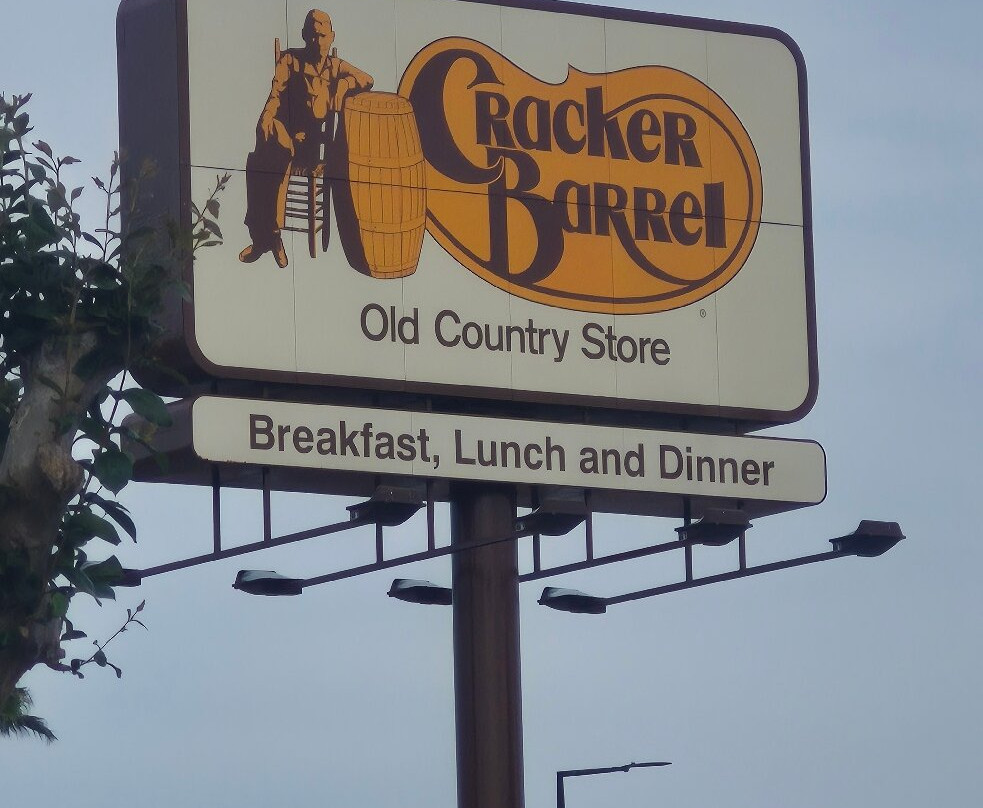 Cracker
Barrel
®
Old Country Store
Breakfast, Lunch and Dinner